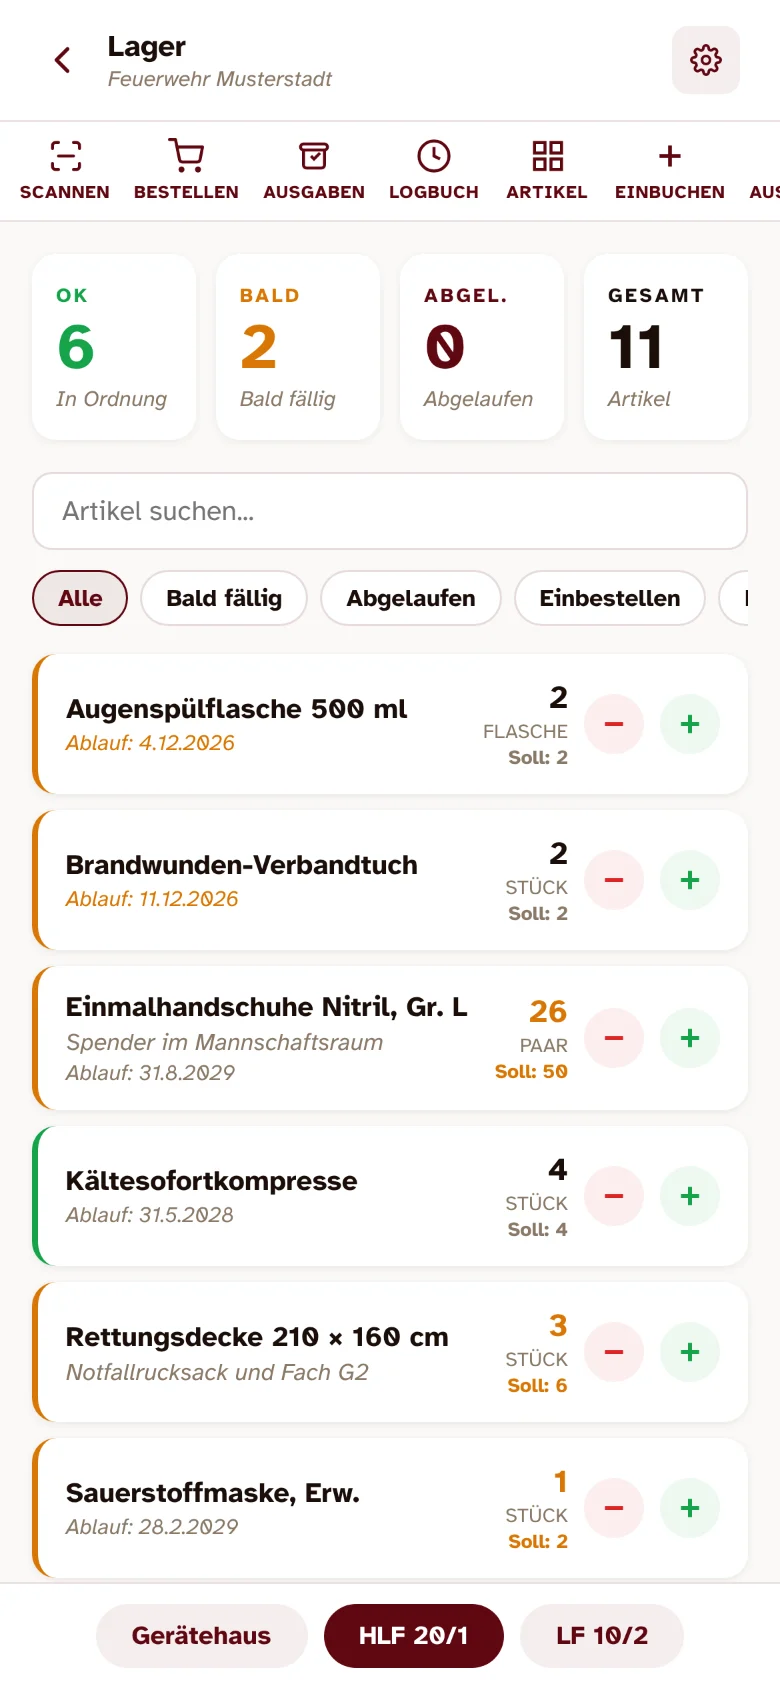 Lager
Feuerwehr Musterstadt
SCANNEN BESTELLEN AUSGABEN LOGBUCH ARTIKEL EINBUCHEN
OK BALD ABGEL. GESAMT
6 2 0 11
In Ordnung Bald fällig Abgelaufen Artikel
Artikel suchen...
Alle Bald fällig Abgelaufen Einbestellen
Augenspülflasche 500 ml
Ablauf: 4.12.2026
2
FLASCHE
Soll: 2
− +
Brandwunden-Verbandtuch
Ablauf: 11.12.2026
2
STÜCK
Soll: 2
− +
Einmalhandschuhe Nitril, Gr. L
Spender im Mannschaftsraum
Ablauf: 31.8.2029
26
PAAR
Soll: 50
− +
Kältesofortkompresse
Ablauf: 31.5.2028
4
STÜCK
Soll: 4
− +
Rettungsdecke 210 × 160 cm
Notfallrucksack und Fach G2
3
STÜCK
Soll: 6
− +
Sauerstoffmaske, Erw.
Ablauf: 28.2.2029
1
STÜCK
Soll: 2
− +
Gerätehaus HLF 20/1 LF 10/2